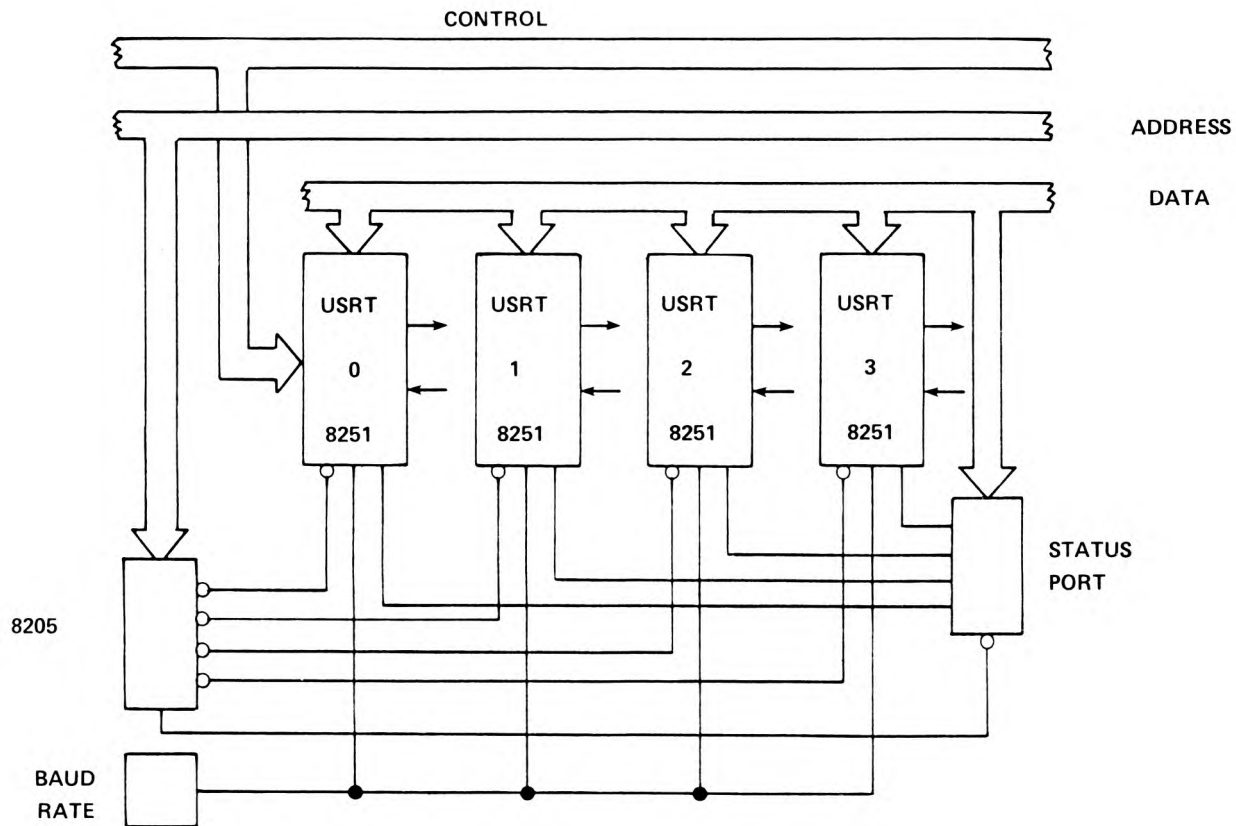 CONTROL
ADDRESS
DATA
USRT
0
8251
USRT
1
8251
USRT
2
8251
USRT
3
8251
STATUS
PORT
8205
BAUD
RATE